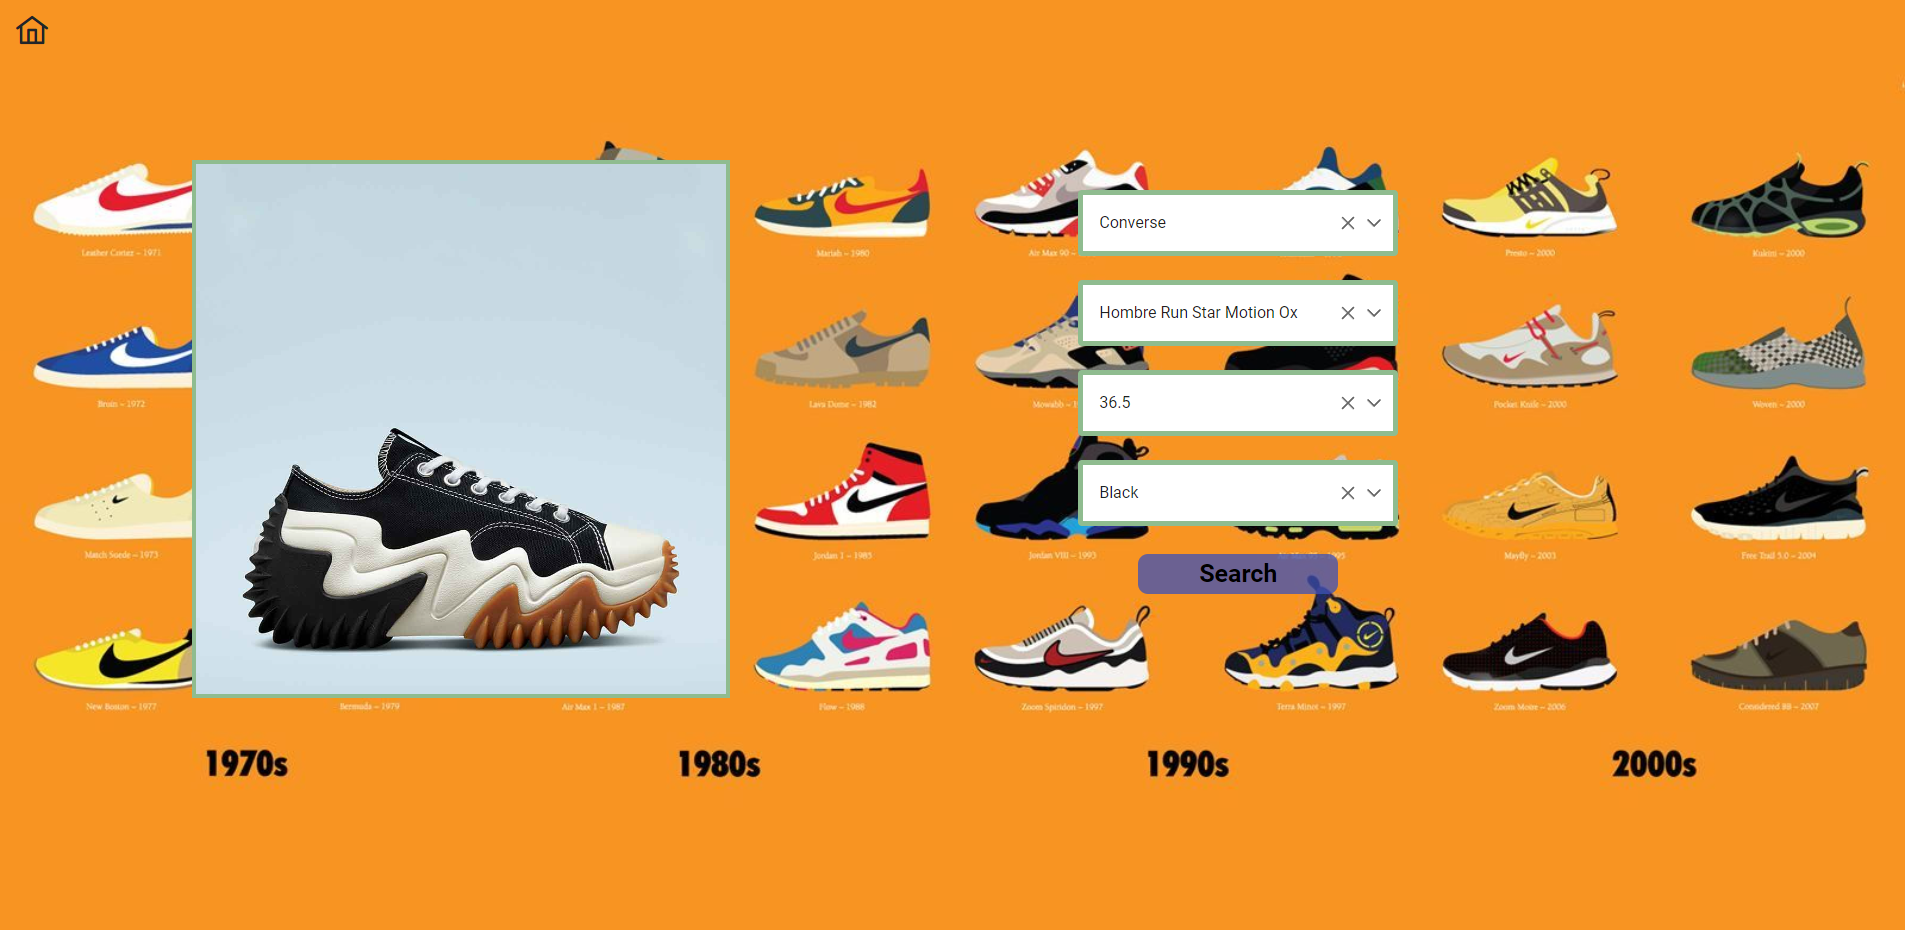 Converse
Hombre Run Star Motion Ox
36.5
Black
Search
Leather Cortez – 1971
Mariah – 1980
Air Max 90 –
Presto – 2000
Kukini – 2000
Bruin – 1972
Lava Dome – 1982
Mowabb – 1
Pocket Knife – 2000
Woven – 2000
Match Suede – 1973
Jordan 1 – 1985
Jordan VIII – 1993
Mayfly – 2003
Free Trail 5.0 – 2004
New Boston – 1977
Bermuda – 1979
Air Max 1 – 1987
Flow – 1988
Zoom Spiridon – 1997
Terra Minot – 1997
Zoom Moire – 2006
Considered BB – 2007
1970s
1980s
1990s
2000s